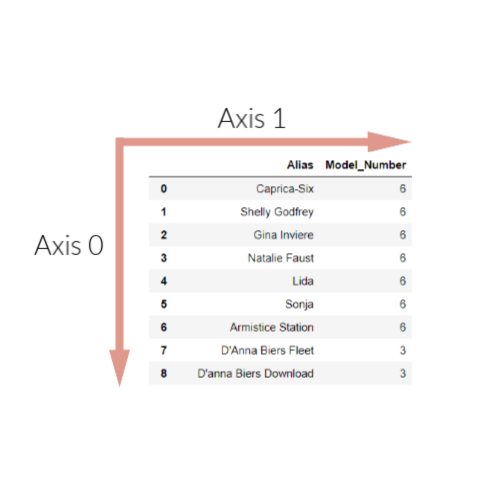 Axis 1
Axis 0
Alias Model_Number
0 Caprica-Six 6
1 Shelly Godfrey 6
2 Gina Inviere 6
3 Natalie Faust 6
4 Lida 6
5 Sonja 6
6 Armistice Station 6
7 D'Anna Biers Fleet 3
8 D'anna Biers Download 3